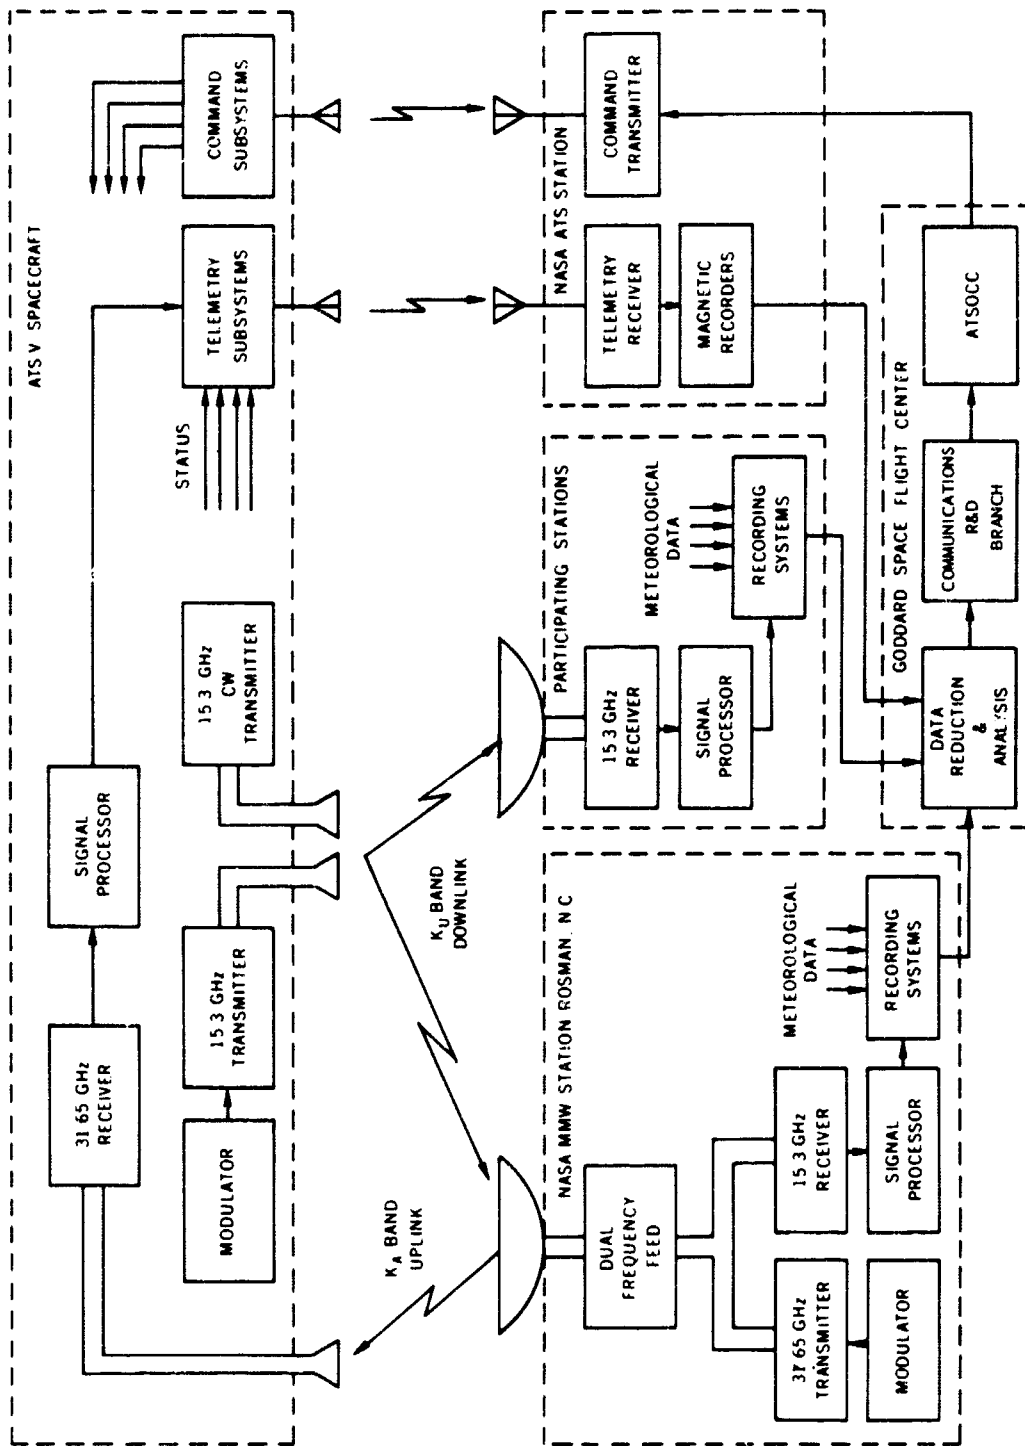 ATS V SPACECRAFT
31 65 GHz
RECEIVER
SIGNAL
PROCESSOR
MODULATOR
15 3 GHz
TRANSMITTER
15 3 GHz
CW
TRANSMITTER
STATUS
TELEMETRY
SUBSYSTEMS
COMMAND
SUBSYSTEMS
K A BAND
UPLINK
K U BAND
DOWNLINK
NASA MMW STATION ROSMAN, N C
DUAL
FREQUENCY
FEED
31 65 GHz
TRANSMITTER
MODULATOR
15 3 GHz
RECEIVER
SIGNAL
PROCESSOR
METEOROLOGICAL
DATA
RECORDING
SYSTEMS
PARTICIPATING STATIONS
15 3 GHz
RECEIVER
SIGNAL
PROCESSOR
METEOROLOGICAL
DATA
RECORDING
SYSTEMS
NASA ATS STATION
TELEMETRY
RECEIVER
MAGNETIC
RECORDERS
COMMAND
TRANSMITTER
GODDARD SPACE FLIGHT CENTER
DATA
REDUCTION
&
ANALYSIS
COMMUNICATIONS
R&D
BRANCH
ATSOCC